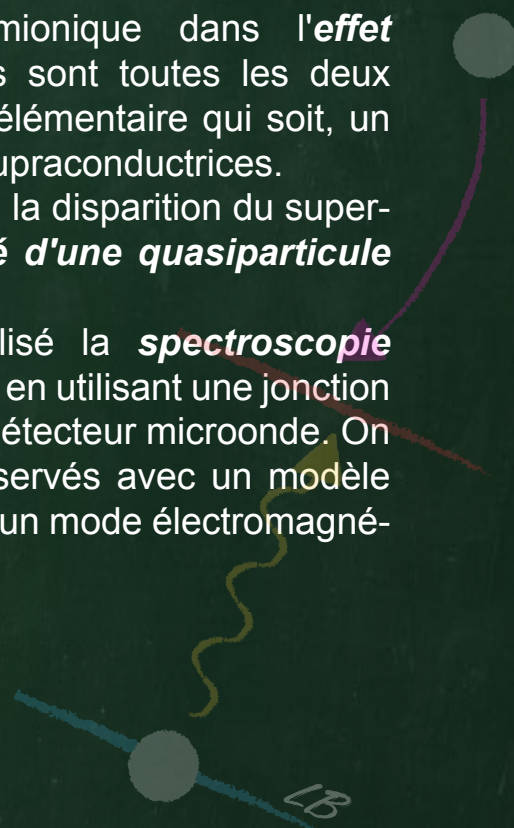 mionique dans l'effet
s sont toutes les deux
élémentaire qui soit, un
upraconductrices.
la disparition du super-
é d'une quasiparticule
lisé la spectroscopie
en utilisant une jonction
étecteur microonde. On
servés avec un modèle
un mode électromagné-
LB